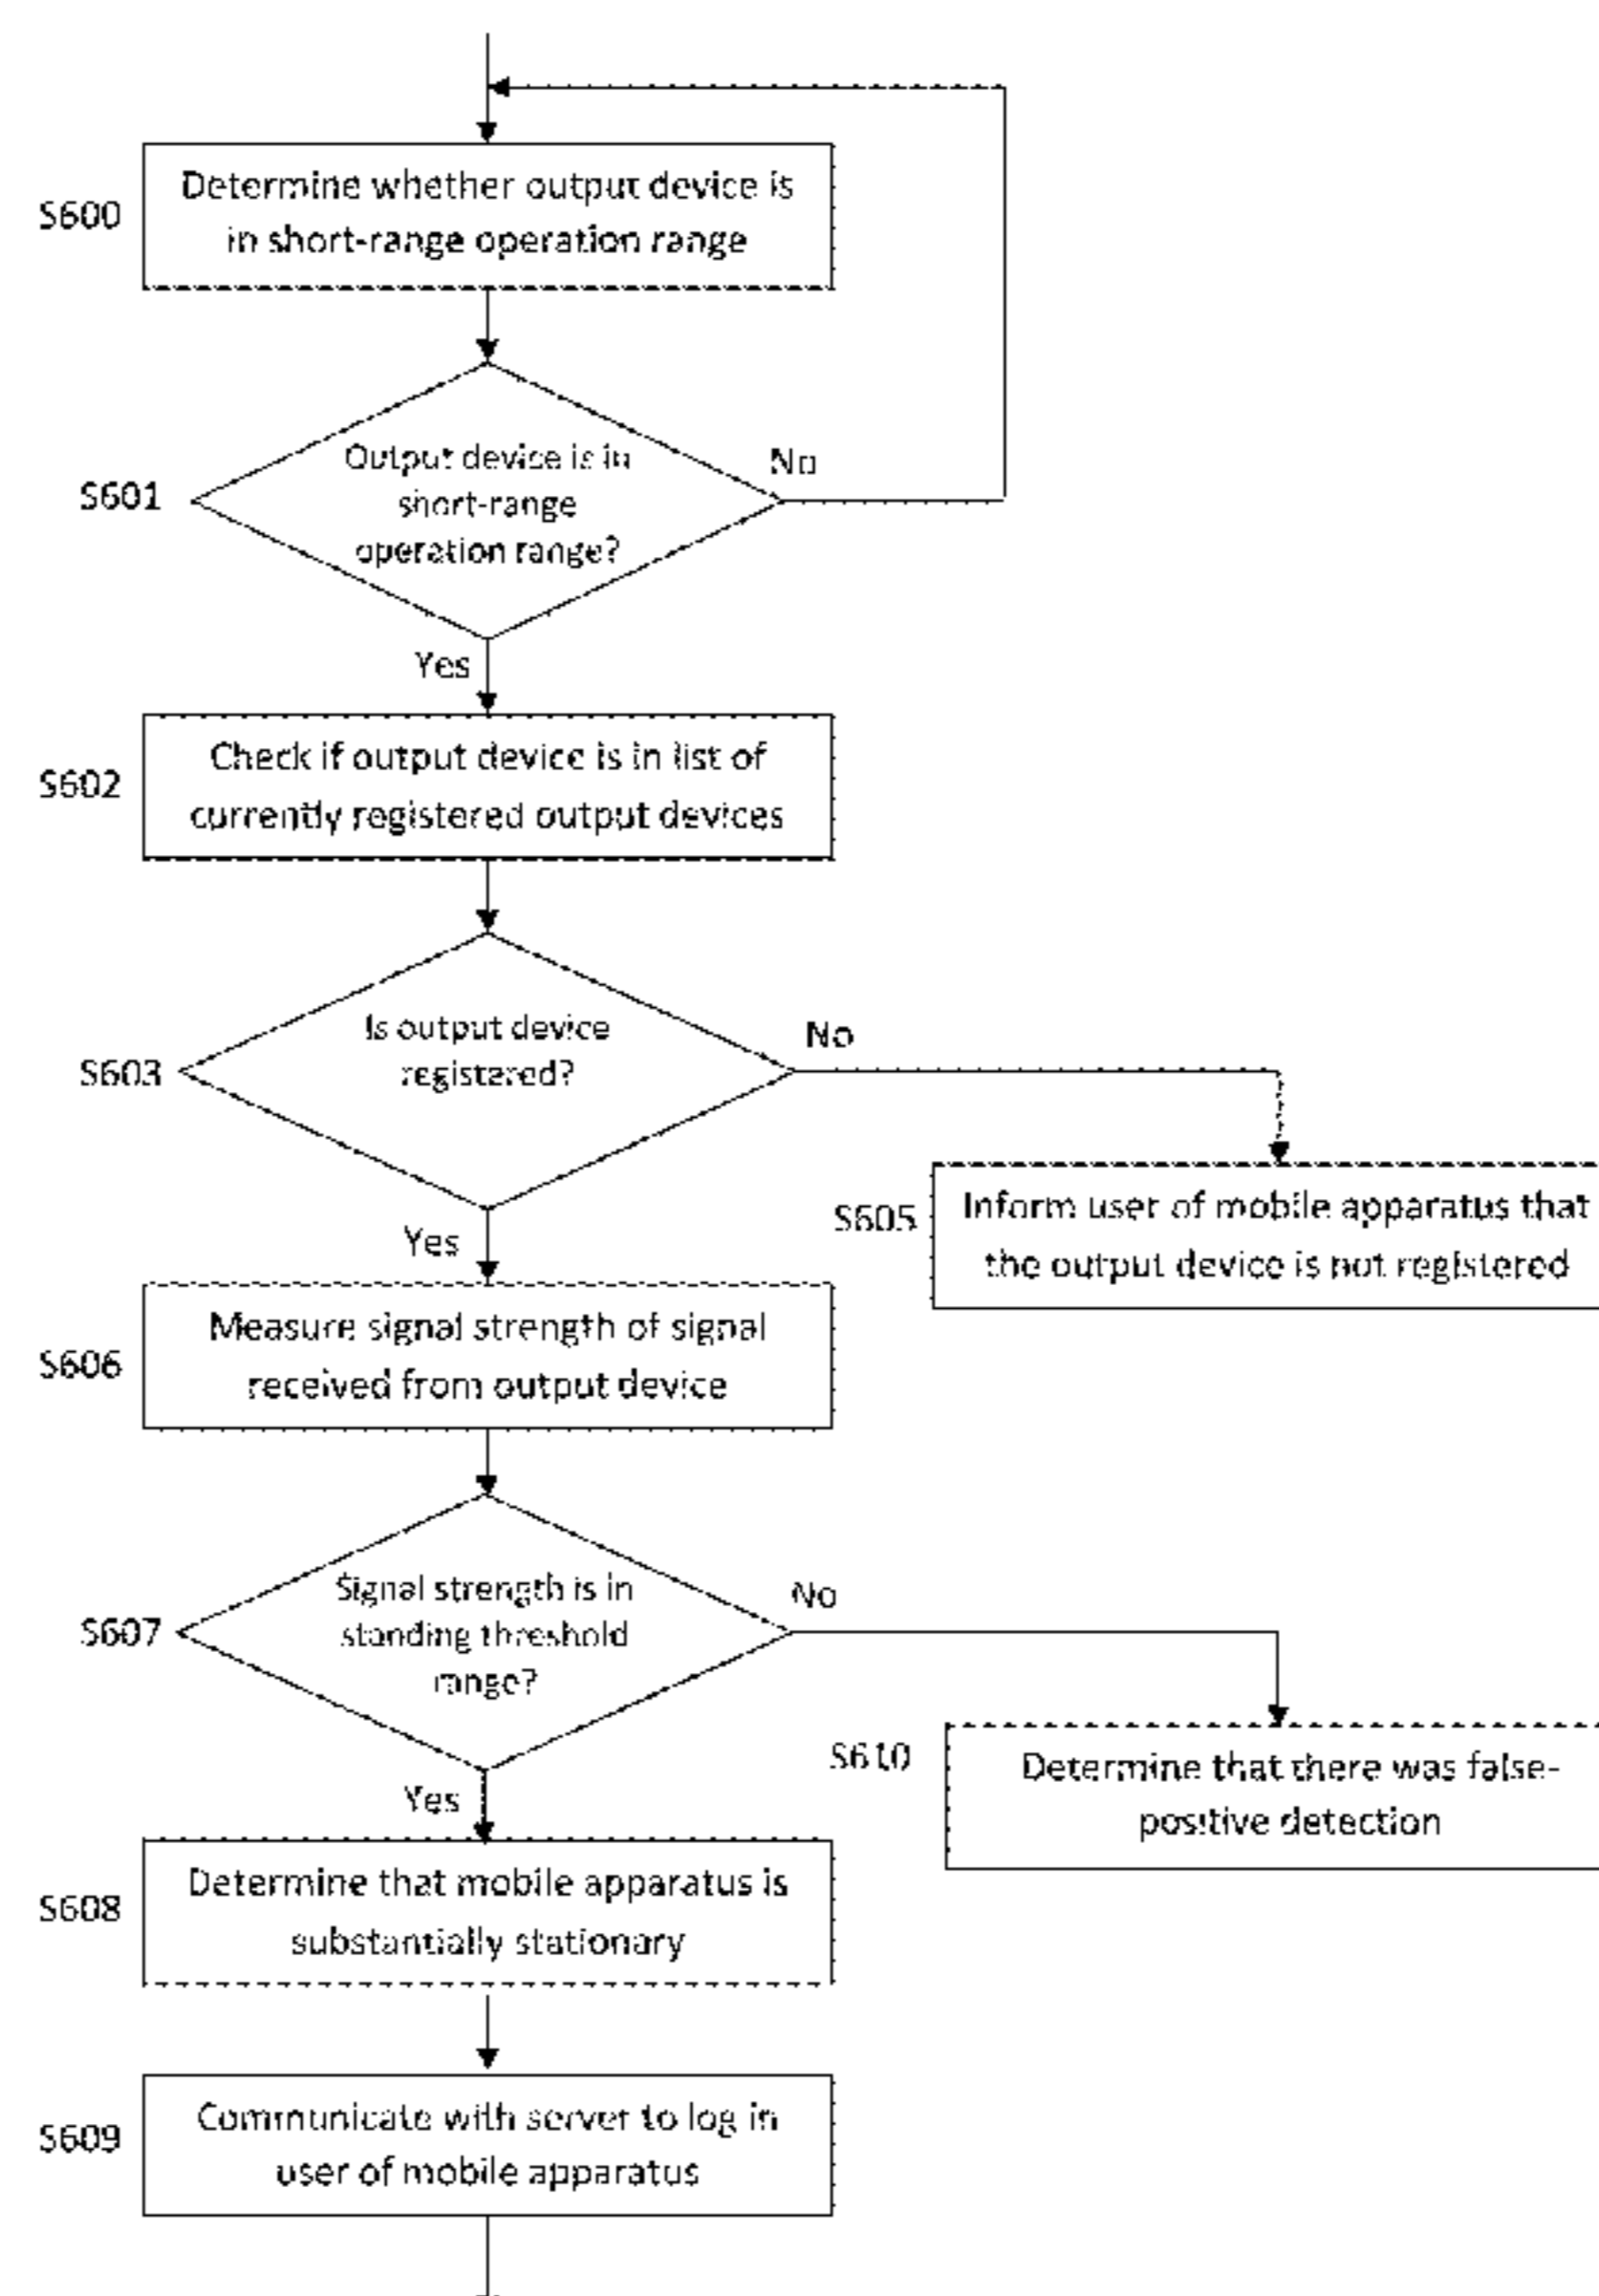 Determine whether output device is
in short-range operation range
S600
Output device is in
short-range
operation range?
No
S601
Yes
Check if output device is in list of
currently registered output devices
S602
Is output device
registered?
No
S603
Yes
Inform user of mobile apparatus that
the output device is not registered
S605
Measure signal strength of signal
received from output device
S606
Signal strength is in
standing threshold
range?
No
S607
Yes
Determine that there was false-
positive detection
S610
Determine that mobile apparatus is
substantially stationary
S608
Communicate with server to log in
user of mobile apparatus
S609